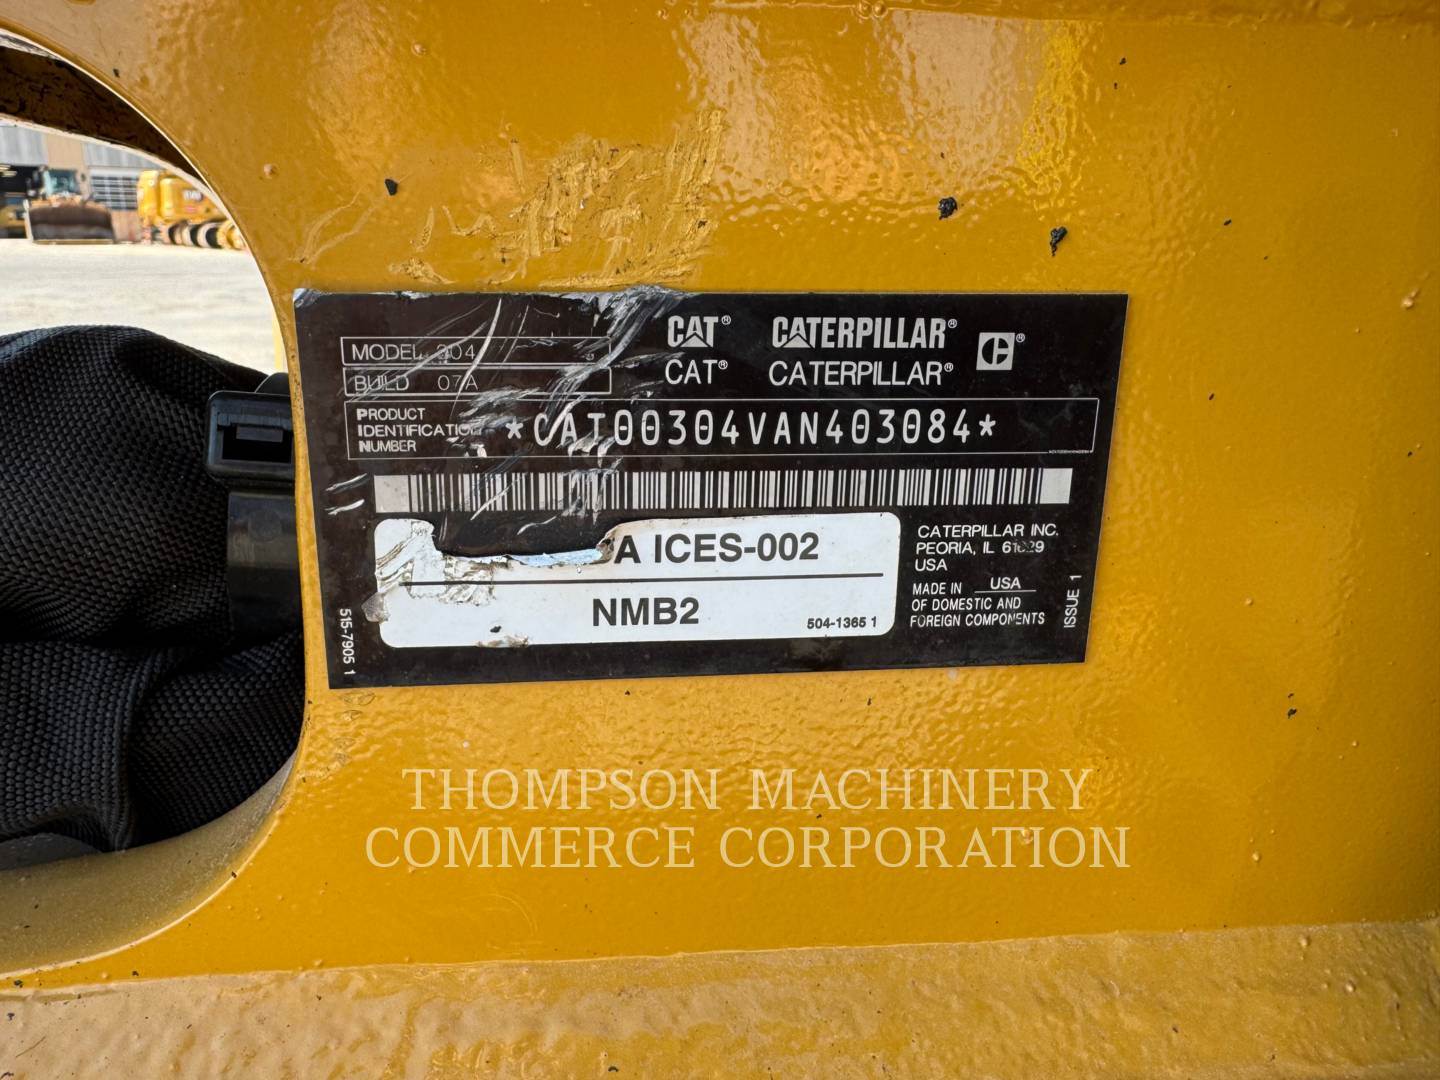 CAT® CATERPILLAR® C®
CAT® CATERPILLAR®
MODEL 304
BUILD 07A
PRODUCT
IDENTIFICATION
NUMBER
*CAT00304VAN403084*
A ICES-002
NMB2
504-1365 1
CATERPILLAR INC.
PEORIA, IL 61629
USA
MADE IN USA
OF DOMESTIC AND
FOREIGN COMPONENTS
ISSUE 1
515-7905 1
THOMPSON MACHINERY
COMMERCE CORPORATION